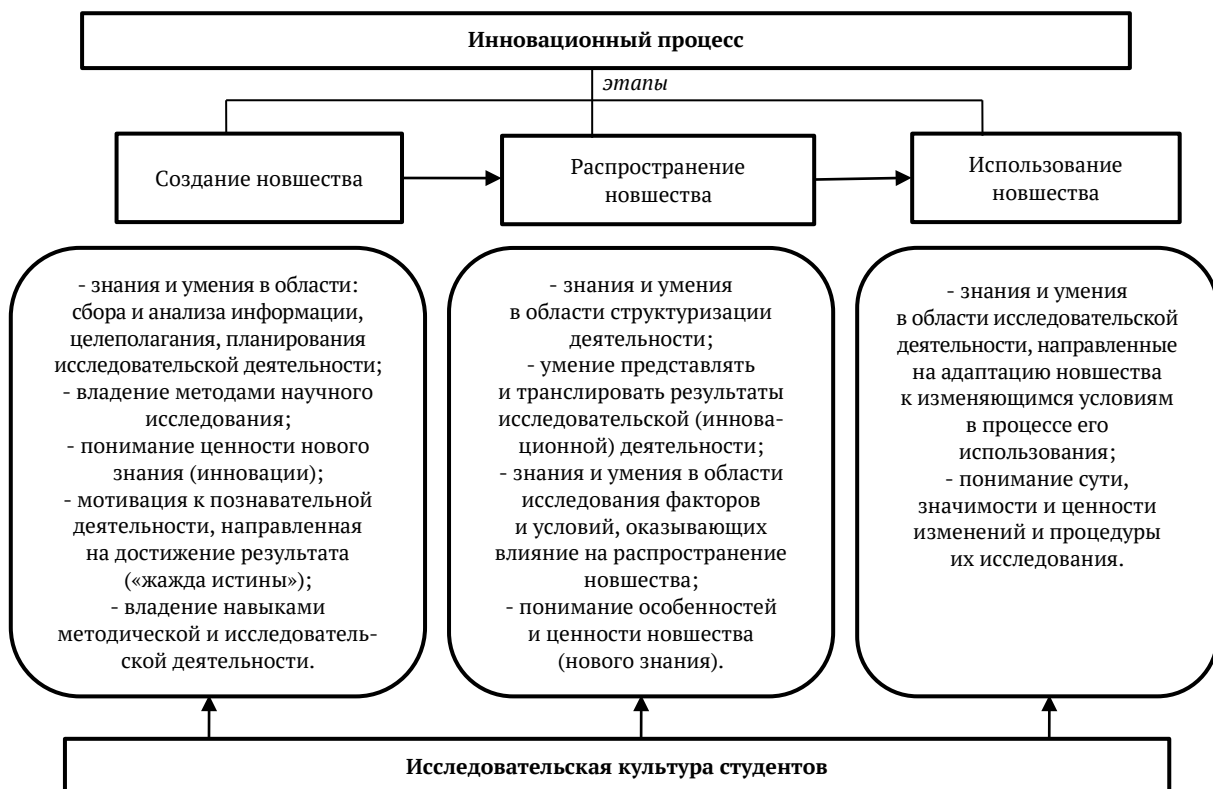 Инновационный процесс
этапы
Создание новшества
Распространение
новшества
Использование
новшества
- знания и умения в области:
сбора и анализа информации,
целеполагания, планирования
исследовательской деятельности;
- владение методами научного
исследования;
- понимание ценности нового
знания (инновации);
- мотивация к познавательной
деятельности, направленная
на достижение результата
(«жажда истины»);
- владение навыками
методической и исследователь-
ской деятельности.
- знания и умения
в области структуризации
деятельности;
- умение представлять
и транслировать результаты
исследовательской (иннова-
ционной) деятельности;
- знания и умения в области
исследования факторов
и условий, оказывающих
влияние на распространение
новшества;
- понимание особенностей
и ценности новшества
(нового знания).
- знания и умения
в области исследовательской
деятельности, направленные
на адаптацию новшества
к изменяющимся условиям
в процессе его
использования;
- понимание сути,
значимости и ценности
изменений и процедуры
их исследования.
Исследовательская культура студентов